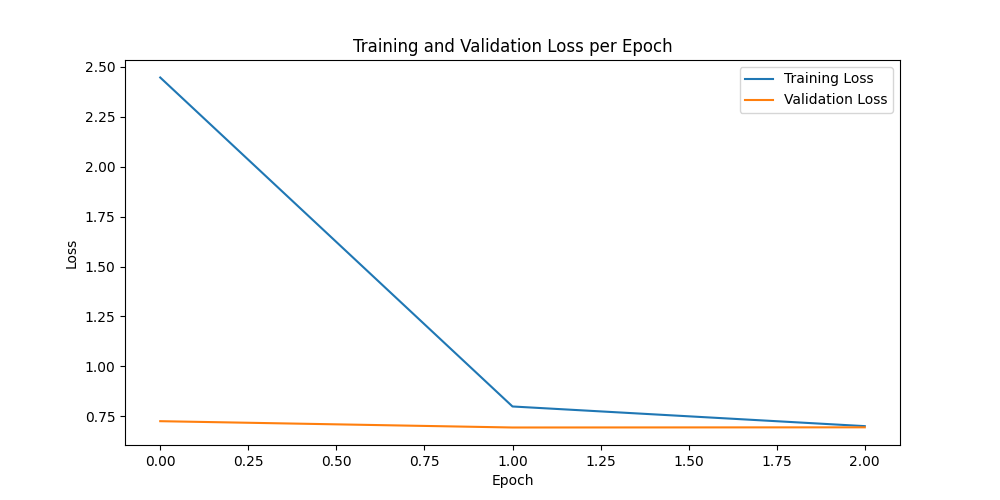 Training and Validation Loss per Epoch
Training Loss
Validation Loss
2.50
2.25
2.00
1.75
1.50
1.25
1.00
0.75
Loss
0.00 0.25 0.50 0.75 1.00 1.25 1.50 1.75 2.00
Epoch